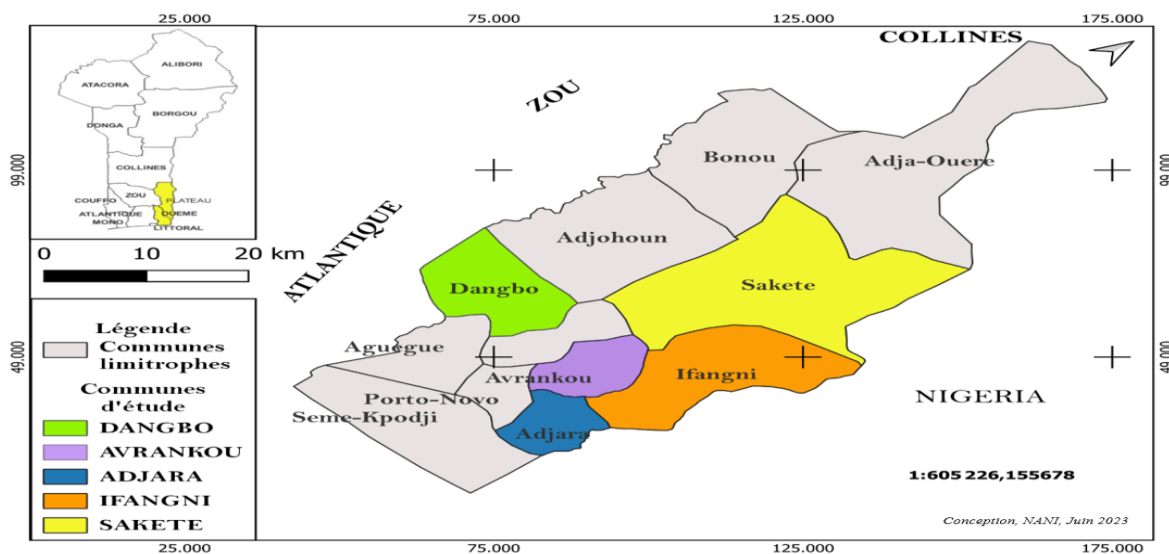 25.000
75.000
125.000
175.000
COLLINES
ALIBORI
ATACORA
BORGOU
DONGA
COLLINES
ZOU
COUFFO
PLATEAU
ATLANTIQUE
OUEME
MONO
LITTORAL
0 10 20 km
99.000
49.000
ZOU
ATLANTIQUE
Bonou
Adja-Ouere
Adjohoun
Dangbo
Sakete
Aguegue
Avrankou
Ifangni
Porto-Novo
Seme-Kpodji
Adjara
NIGERIA
99.000
49.000
Légende
Communes
limitrophes
Communes
d'étude
DANGBO
AVRANKOU
ADJARA
IFANGNI
SAKETE
1:605 226,155678
Conception, NANI, Juin 2023
25.000
75.000
125.000
175.000